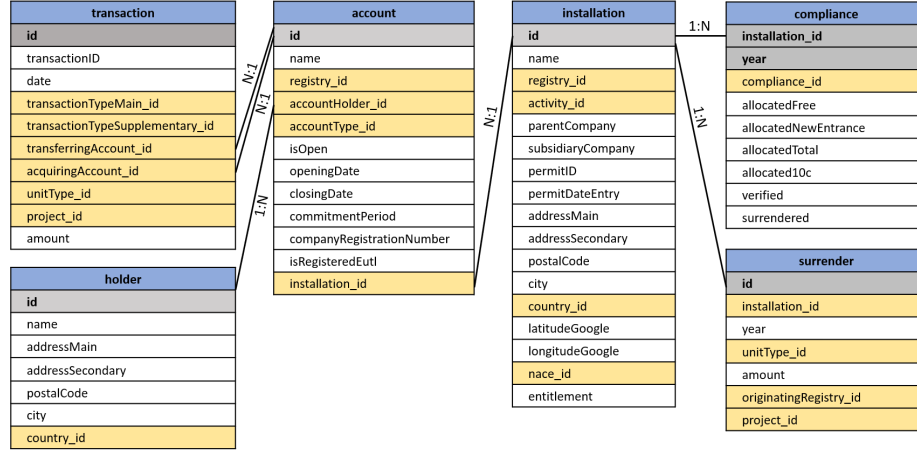 transaction
id
transactionID
date
transactionTypeMain_id
transactionTypeSupplementary_id
transferringAccount_id
acquiringAccount_id
unitType_id
project_id
amount
holder
id
name
addressMain
addressSecondary
postalCode
city
country_id
N:1
N:1
1:N
account
id
name
registry_id
accountHolder_id
accountType_id
isOpen
openingDate
closingDate
commitmentPeriod
companyRegistrationNumber
isRegisteredEutl
installation_id
N:1
installation
id
name
registry_id
activity_id
parentCompany
subsidiaryCompany
permitID
permitDateEntry
addressMain
addressSecondary
postalCode
city
country_id
latitudeGoogle
longitudeGoogle
nace_id
entitlement
1:N
1:N
compliance
installation_id
year
compliance_id
allocatedFree
allocatedNewEntrance
allocatedTotal
allocated10c
verified
surrendered
surrender
id
installation_id
year
unitType_id
amount
originatingRegistry_id
project_id